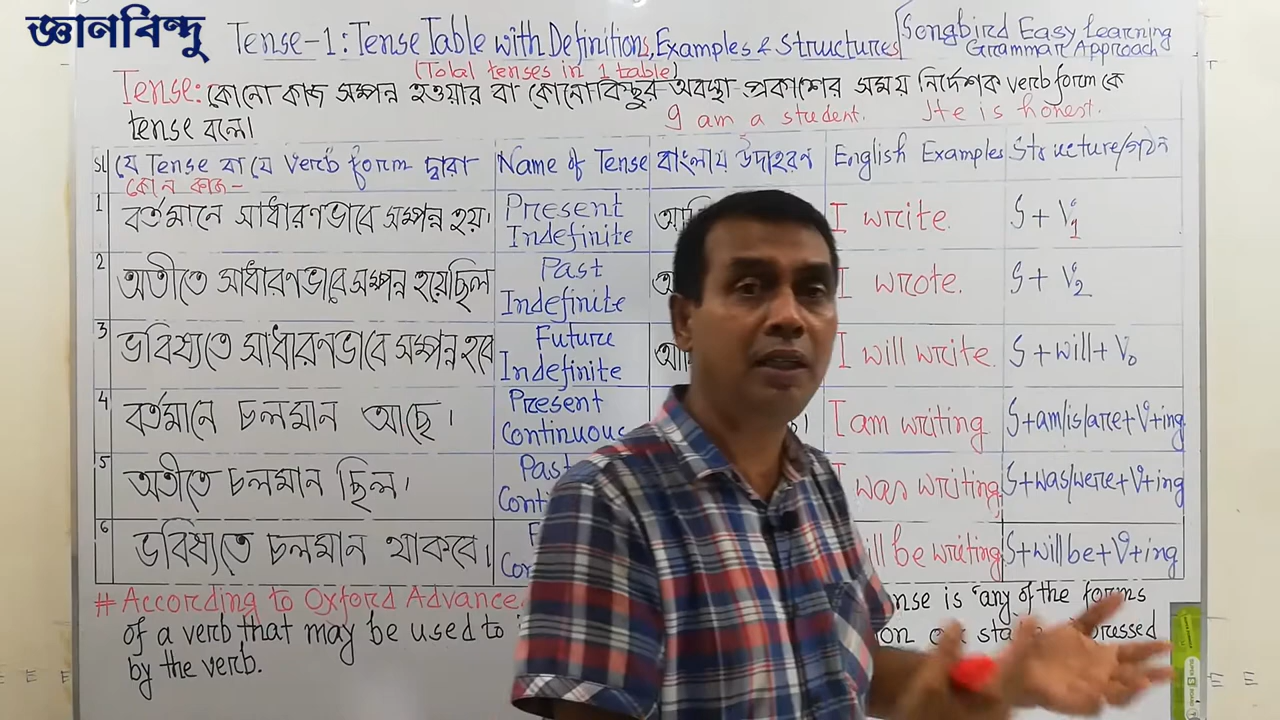 জ্ঞানবিন্দু
Tense-1: Tense Table with Definitions, Examples & Structures
Songbird Easy Learning
Grammar Approach
(Total tenses in 1 table)
Tense: কোনো কাজ সম্পন্ন হওয়ার বা কোনোকিছুর অবস্থা প্রকাশের সময় নির্দেশক verb form কে
tense বলে।
I am a student. He is honest.
SL যে Tense বা যে Verb form দ্বারা Name of Tense বাংলায় উদাহরন English Examples Structure/গঠন
কোন কাজ-
1 বর্তমানে সাধারণভাবে সম্পন্ন হয়। Present Indefinite I write. S + V1
2 অতীতে সাধারণভাবে সম্পন্ন হয়েছিল Past Indefinite I wrote. S + V2
3 ভবিষ্যতে সাধারণভাবে সম্পন্ন হবে Future Indefinite I will write. S + will + V0
4 বর্তমানে চলমান আছে। Present Continuous I am writing S+am/is/are+V+ing
5 অতীতে চলমান ছিল। Past I was writing S+was/were+V+ing
6 ভবিষ্যতে চলমান থাকবে। be writing S+will be+V+ing
# According to Oxford Advance is any of the forms
of a verb that may be used to
by the verb.